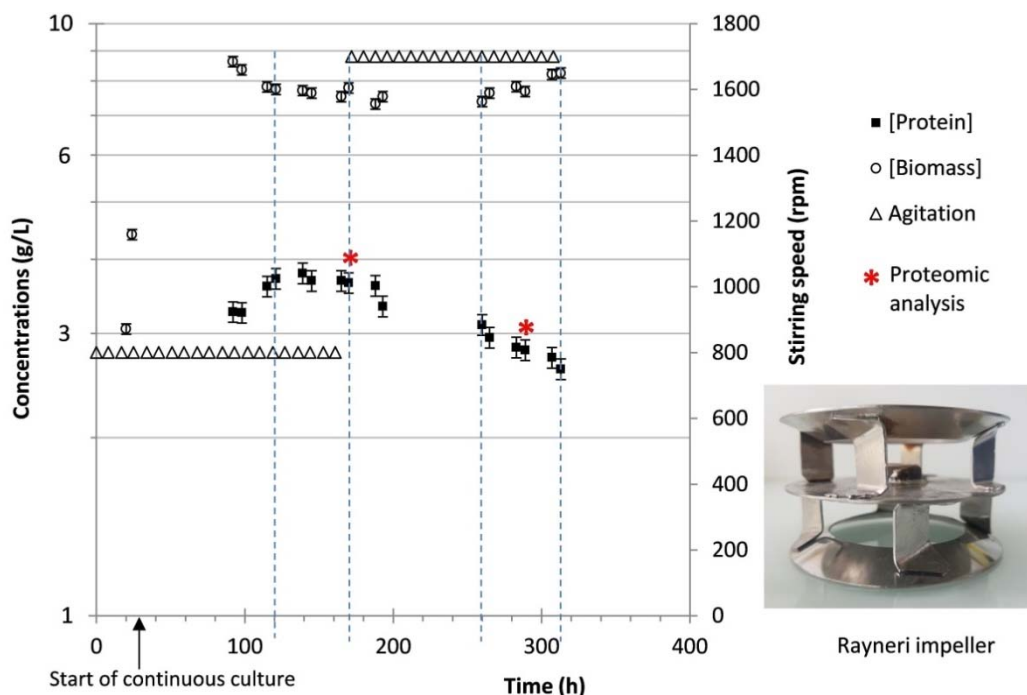 10
6
3
1
Concentrations (g/L)
1800
1600
1400
1200
1000
800
600
400
200
0
Stirring speed (rpm)
[Protein]
[Biomass]
Agitation
Proteomic
analysis
0
100
200
300
400
Start of continuous culture
Time (h)
Rayneri impeller